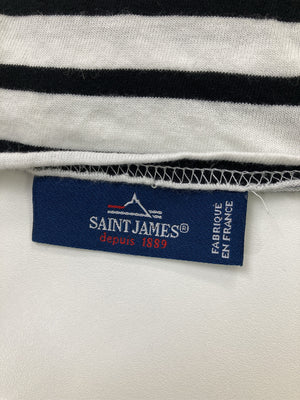 SAINT JAMES®
depuis 1889
FABRIQUÉ
EN FRANCE